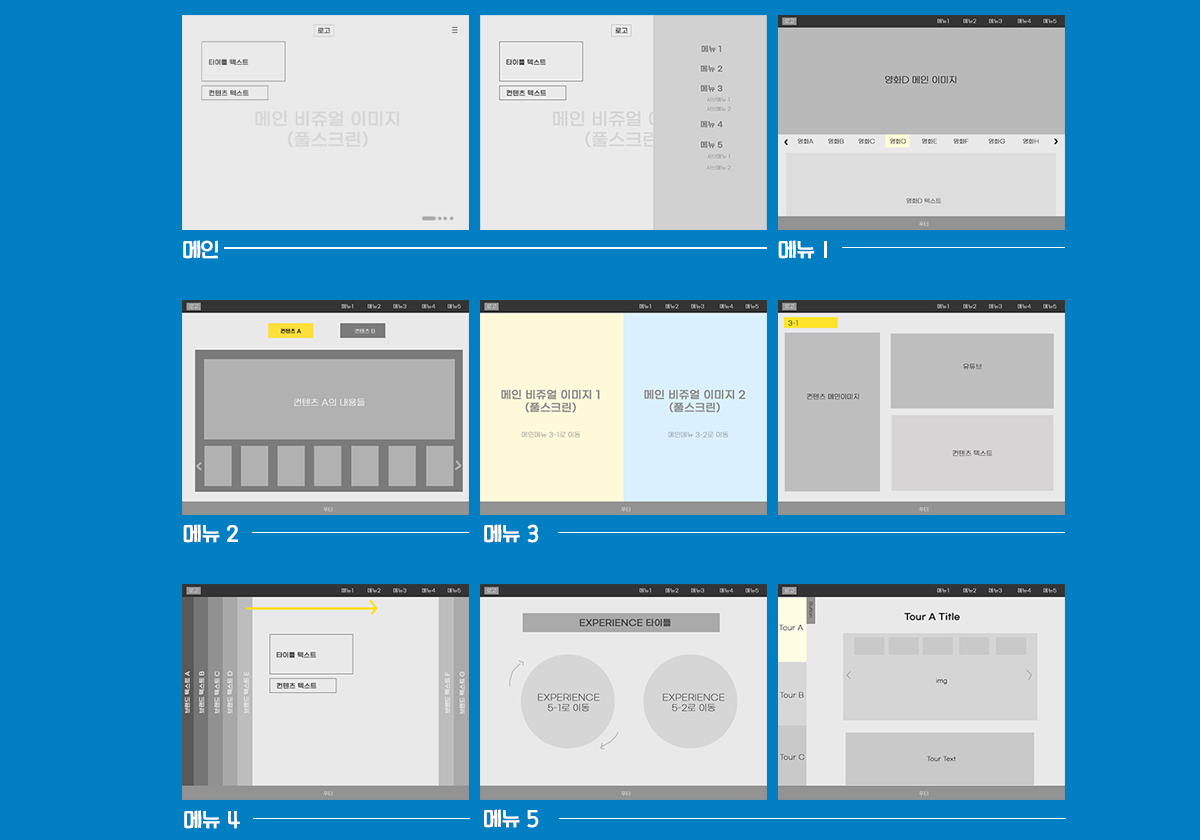 로고
☰
타이틀 텍스트
컨텐츠 텍스트
메인 비쥬얼 이미지
(풀스크린)
로고
타이틀 텍스트
컨텐츠 텍스트
메인 비쥬얼 (
(풀스크린
메뉴 1
메뉴 2
메뉴 3
서브메뉴 1
서브메뉴 2
메뉴 4
메뉴 5
서브메뉴 1
서브메뉴 2
로고 메뉴1 메뉴2 메뉴3 메뉴4 메뉴5
영화D 메인 이미지
영화A 영화B 영화C 영화D 영화E 영화F 영화G 영화H
영화D 텍스트
푸터
메인
메뉴 1
로고 메뉴1 메뉴2 메뉴3 메뉴4 메뉴5
컨텐츠 A 컨텐츠 B
컨텐츠 A의 내용들
푸터
로고 메뉴1 메뉴2 메뉴3 메뉴4 메뉴5
메인 비쥬얼 이미지 1
(풀스크린)
메인메뉴 3-1로 이동
메인 비쥬얼 이미지 2
(풀스크린)
메인메뉴 3-2로 이동
푸터
로고 메뉴1 메뉴2 메뉴3 메뉴4 메뉴5
3-1
컨텐츠 메인이미지
유튜브
컨텐츠 텍스트
푸터
메뉴 2
메뉴 3
로고 메뉴1 메뉴2 메뉴3 메뉴4 메뉴5
브랜드 텍스트 A
브랜드 텍스트 B
브랜드 텍스트 C
브랜드 텍스트 D
브랜드 텍스트 E
타이틀 텍스트
컨텐츠 텍스트
브랜드 텍스트 F
브랜드 텍스트 G
푸터
로고 메뉴1 메뉴2 메뉴3 메뉴4 메뉴5
EXPERIENCE 타이틀
EXPERIENCE
5-1로 이동
EXPERIENCE
5-2로 이동
푸터
로고 메뉴1 메뉴2 메뉴3 메뉴4 메뉴5
Tour A
Tour B
Tour C
Tour A Title
img
Tour Text
푸터
메뉴 4
메뉴 5